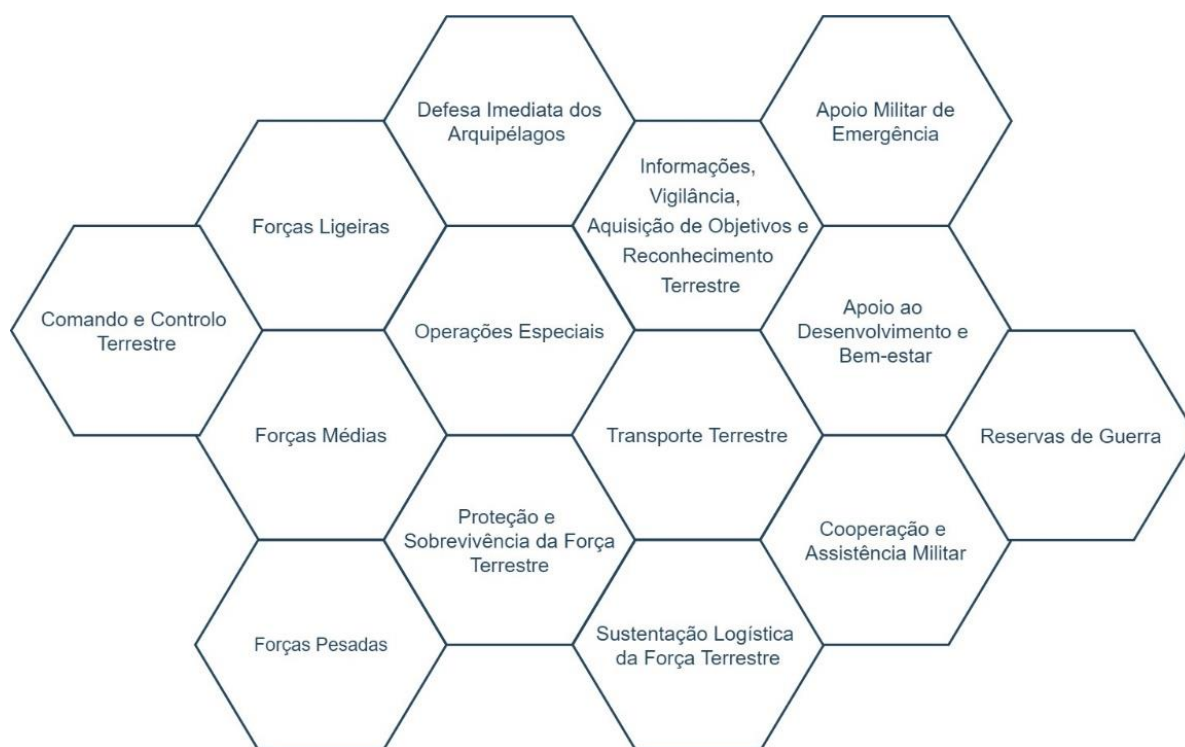 Defesa Imediata dos
Arquipélagos
Apoio Militar de
Emergência
Informações,
Vigilância,
Aquisição de Objetivos e
Reconhecimento
Terrestre
Forças Ligeiras
Comando e Controlo
Terrestre
Operações Especiais
Apoio ao
Desenvolvimento e
Bem-estar
Forças Médias
Transporte Terrestre
Reservas de Guerra
Proteção e
Sobrevivência da Força
Terrestre
Cooperação e
Assistência Militar
Forças Pesadas
Sustentação Logística
da Força Terrestre